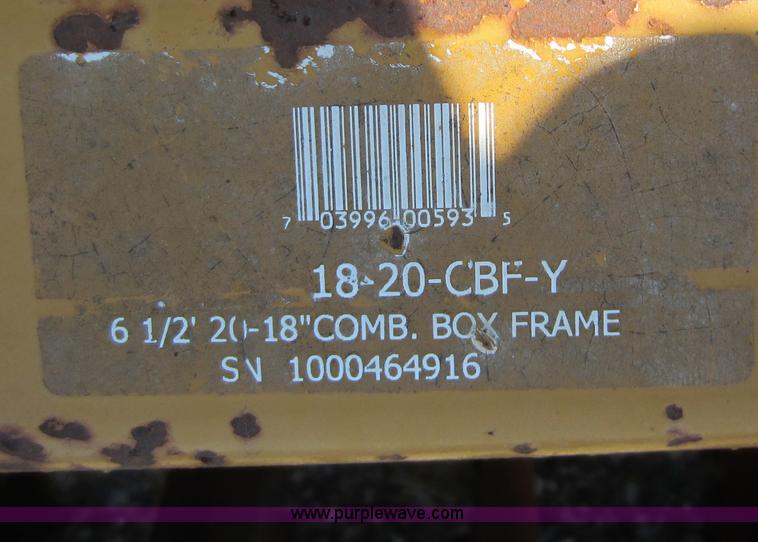 7 03996 00593 5
18-20-CBF-Y
6 1/2' 20-18"COMB. BOX FRAME
SN 1000464916
www.purplewave.com